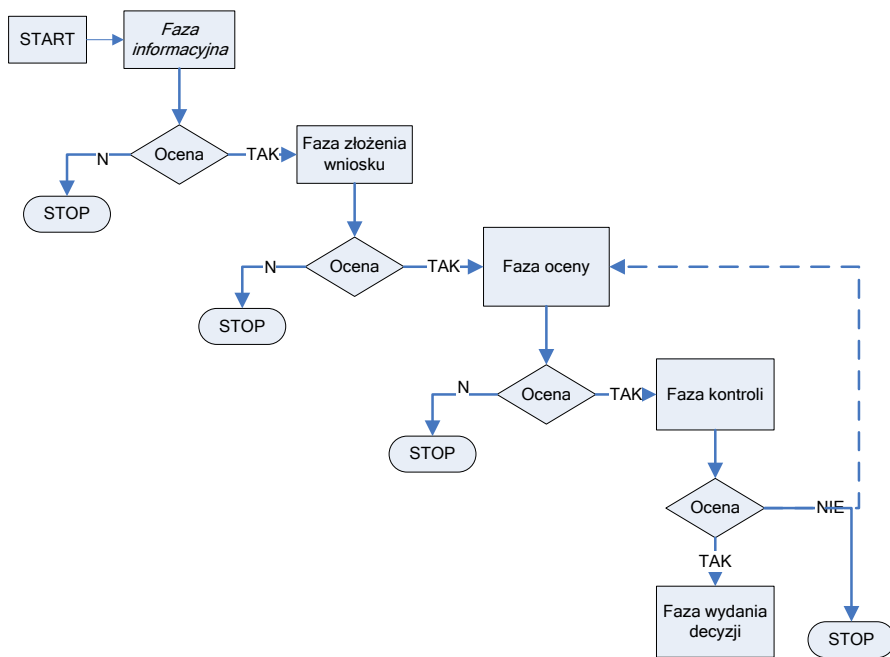 START
Faza
informacyjna
Ocena
N
TAK
STOP
Faza złożenia
wniosku
Ocena
N
TAK
STOP
Faza oceny
Ocena
N
TAK
STOP
Faza kontroli
Ocena
NIE
TAK
Faza wydania
decyzji
STOP